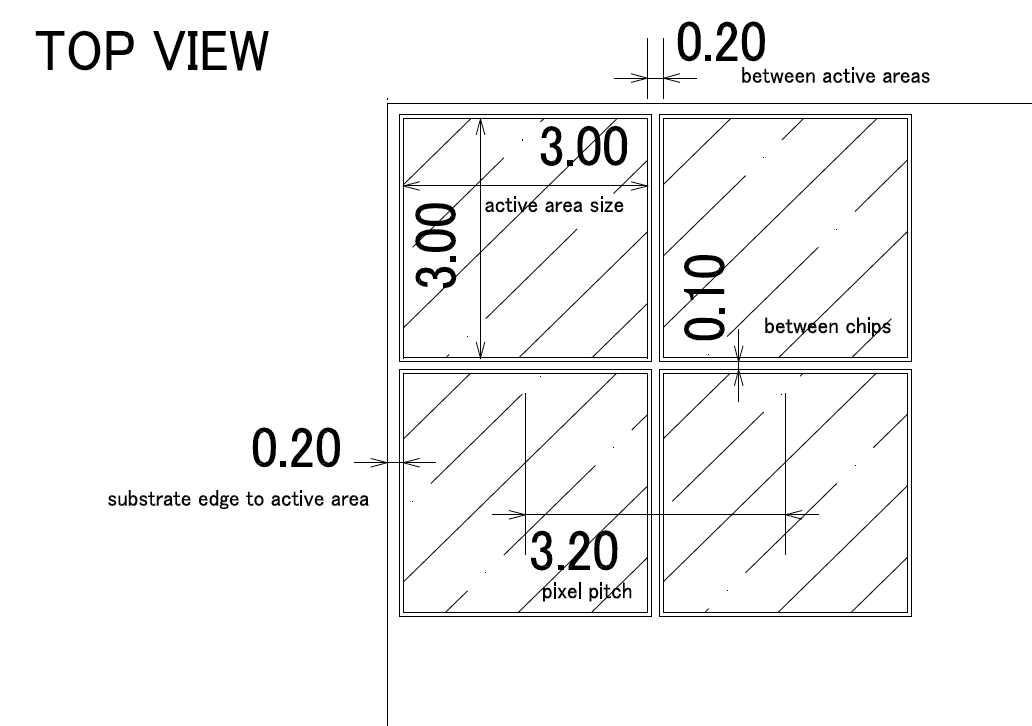 TOP VIEW
0.20
between active areas
3.00
active area size
3.00
0.10
between chips
0.20
substrate edge to active area
3.20
pixel pitch